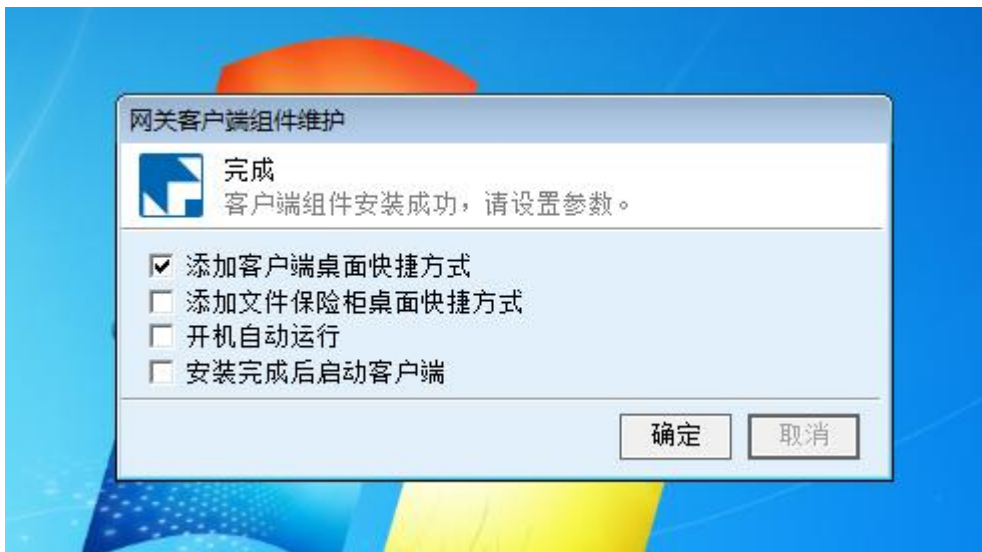 网关客户端组件维护
完成
客户端组件安装成功，请设置参数。
添加客户端桌面快捷方式
添加文件保险柜桌面快捷方式
开机自动运行
安装完成后启动客户端
确定
取消